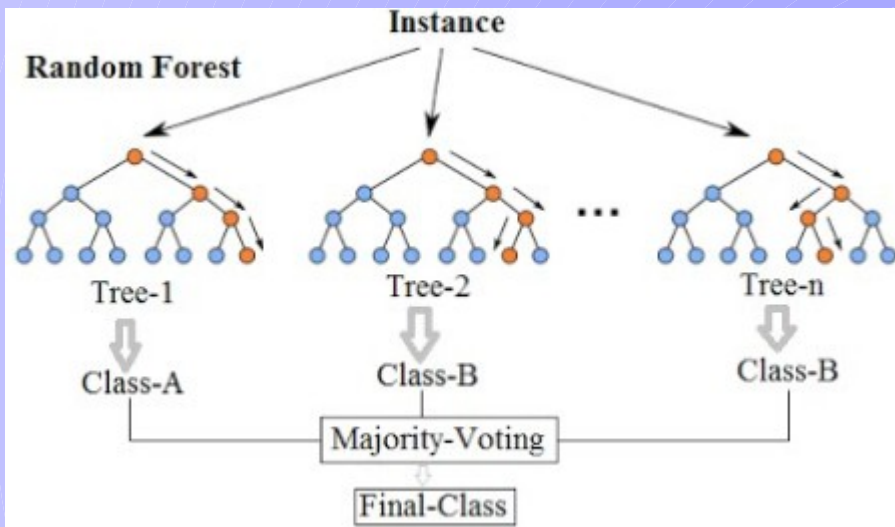 Instance
Random Forest
...
Tree-1
Tree-2
Tree-n
Class-A
Class-B
Class-B
Majority-Voting
Final-Class